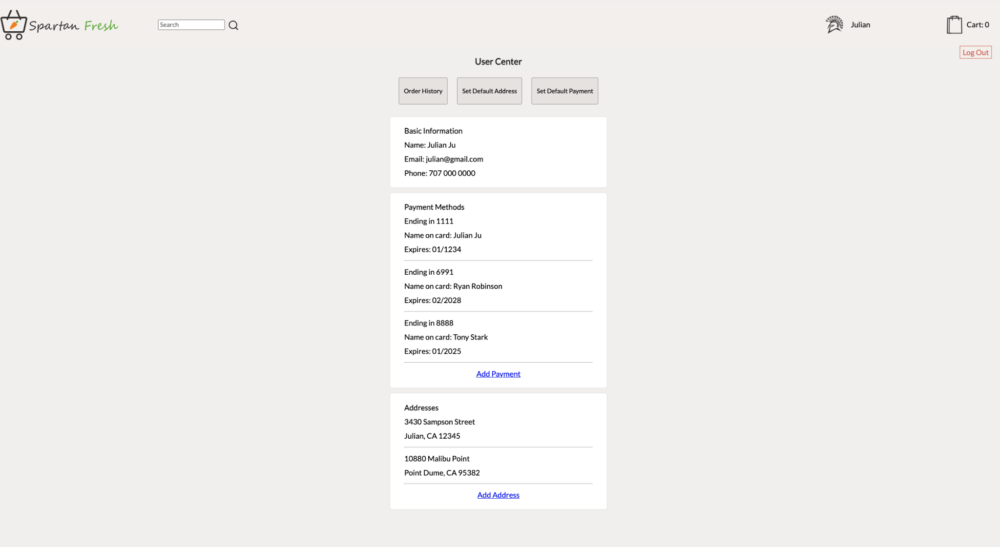 Spartan Fresh
Search
Julian
Cart: 0
Log Out
User Center
Order History
Set Default Address
Set Default Payment
Basic Information
Name: Julian Ju
Email: julian@gmail.com
Phone: 707 000 0000
Payment Methods
Ending in 1111
Name on card: Julian Ju
Expires: 01/1234
Ending in 6991
Name on card: Ryan Robinson
Expires: 02/2028
Ending in 8888
Name on card: Tony Stark
Expires: 01/2025
Add Payment
Addresses
3430 Sampson Street
Julian, CA 12345
10880 Malibu Point
Point Dume, CA 95382
Add Address